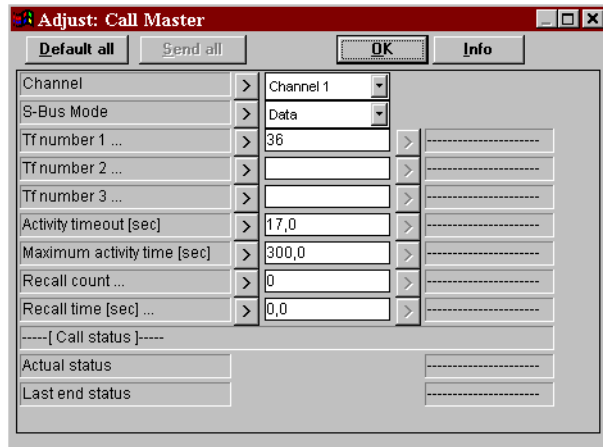 Adjust: Call Master
Default all Send all OK Info
Channel > Channel 1
S-Bus Mode > Data
Tf number 1 ... > 36 > ----------------------
Tf number 2 ... > > ----------------------
Tf number 3 ... > > ----------------------
Activity timeout [sec] > 17,0 > ----------------------
Maximum activity time [sec] > 300,0 > ----------------------
Recall count ... > 0 > ----------------------
Recall time [sec] ... > 0,0 > ----------------------
-----[ Call status ]-----
Actual status ----------------------
Last end status ----------------------